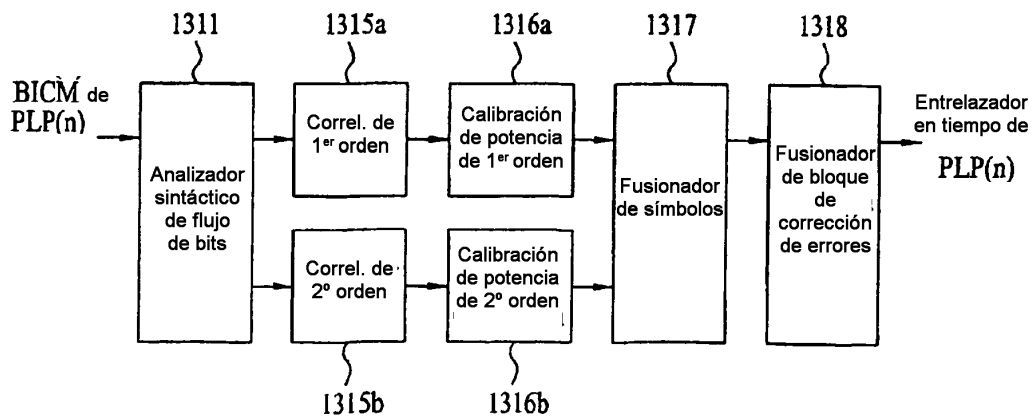 1311
1315a
1316a
1317
1318
BICM de
PLP(n)
Analizador
sintáctico
de flujo
de bits
Correl. de
1er orden
Calibración
de potencia
de 1er orden
Correl. de
2º orden
Calibración
de potencia
de 2º orden
Fusionador
de símbolos
Fusionador
de bloque
de
corrección
de errores
Entrelazador
en tiempo de
PLP(n)
1315b
1316b